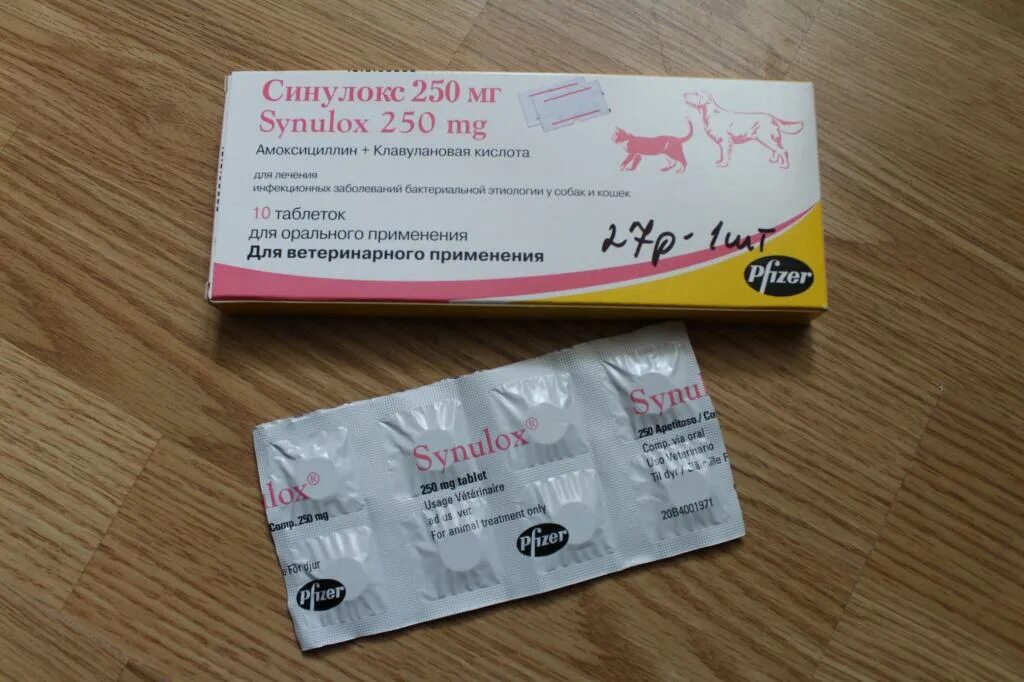 Синулокс 250 мг
Synulox 250 mg
Амоксициллин + Клавулановая кислота
для лечения
инфекционных заболеваний бактериальной этиологии у собак и кошек
10 таблеток
для орального применения
Для ветеринарного применения
27р - 1шт
Pfizer
lox®
Comp. 250 mg
e För djur
Pfizer
Synulox®
250 mg tablet
Usage Vétérinaire
ad us. vet
For animal treatment only
Pfizer
Synul
250 Apetitoso / Co
Comp. via oral
Uso Veterinario
Til dyr /
20B4001971